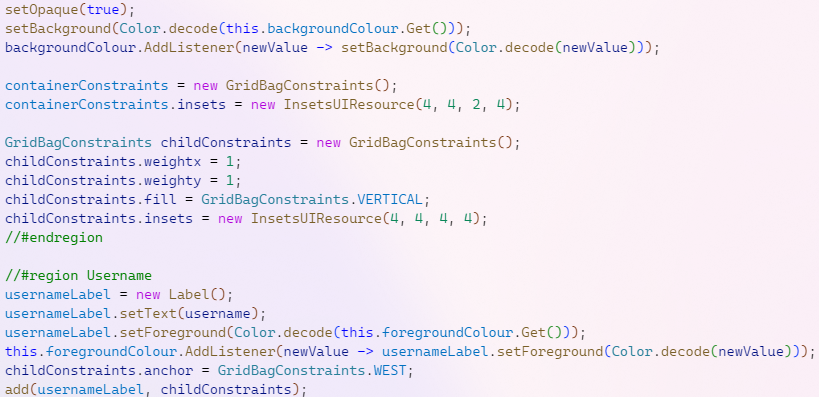 setOpaque(true);
setBackground(Color.decode(this.backgroundColour.Get()));
backgroundColour.AddListener(newValue -> setBackground(Color.decode(newValue)));

containerConstraints = new GridBagConstraints();
containerConstraints.insets = new InsetsUIResource(4, 4, 2, 4);

GridBagConstraints childConstraints = new GridBagConstraints();
childConstraints.weightx = 1;
childConstraints.weighty = 1;
childConstraints.fill = GridBagConstraints.VERTICAL;
childConstraints.insets = new InsetsUIResource(4, 4, 4, 4);
//#endregion

//#region Username
usernameLabel = new Label();
usernameLabel.setText(username);
usernameLabel.setForeground(Color.decode(this.foregroundColour.Get()));
this.foregroundColour.AddListener(newValue -> usernameLabel.setForeground(Color.decode(newValue)));
childConstraints.anchor = GridBagConstraints.WEST;
add(usernameLabel, childConstraints);